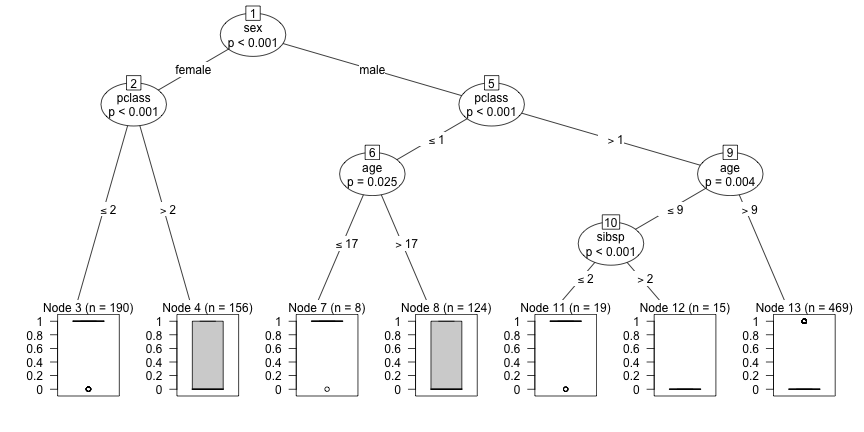 1
sex
p < 0.001
female
male
2
pclass
p < 0.001
5
pclass
p < 0.001
≤ 1
> 1
6
age
p = 0.025
9
age
p = 0.004
≤ 2
> 2
≤ 9
> 9
10
sibsp
p < 0.001
≤ 17
> 17
≤ 2
> 2
Node 3 (n = 190)
1
0.8
0.6
0.4
0.2
0
Node 4 (n = 156)
1
0.8
0.6
0.4
0.2
0
Node 7 (n = 8)
1
0.8
0.6
0.4
0.2
0
Node 8 (n = 124)
1
0.8
0.6
0.4
0.2
0
Node 11 (n = 19)
1
0.8
0.6
0.4
0.2
0
Node 12 (n = 15)
1
0.8
0.6
0.4
0.2
0
Node 13 (n = 469)
1
0.8
0.6
0.4
0.2
0